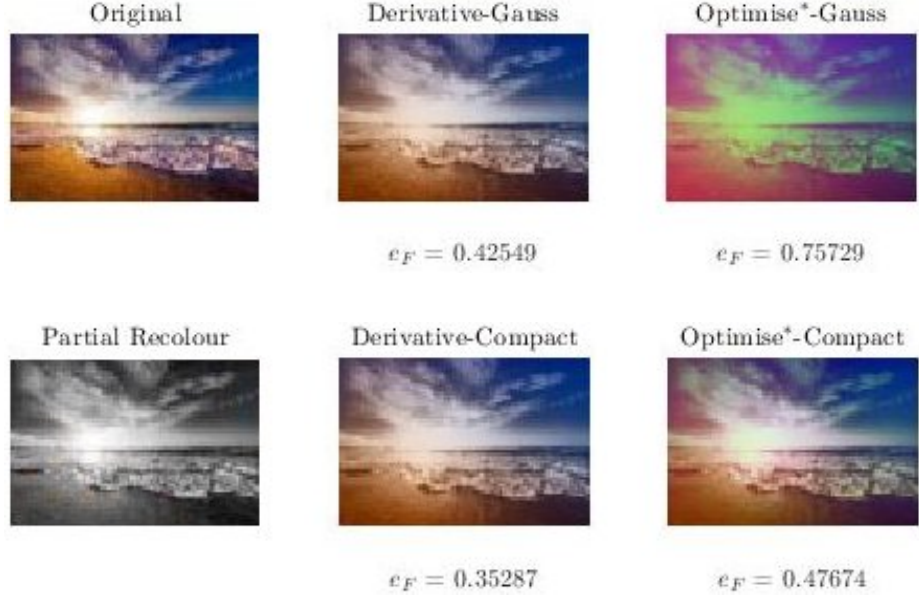 Original
Derivative-Gauss
Optimise*-Gauss
e_F = 0.42549
e_F = 0.75729
Partial Recolour
Derivative-Compact
Optimise*-Compact
e_F = 0.35287
e_F = 0.47674